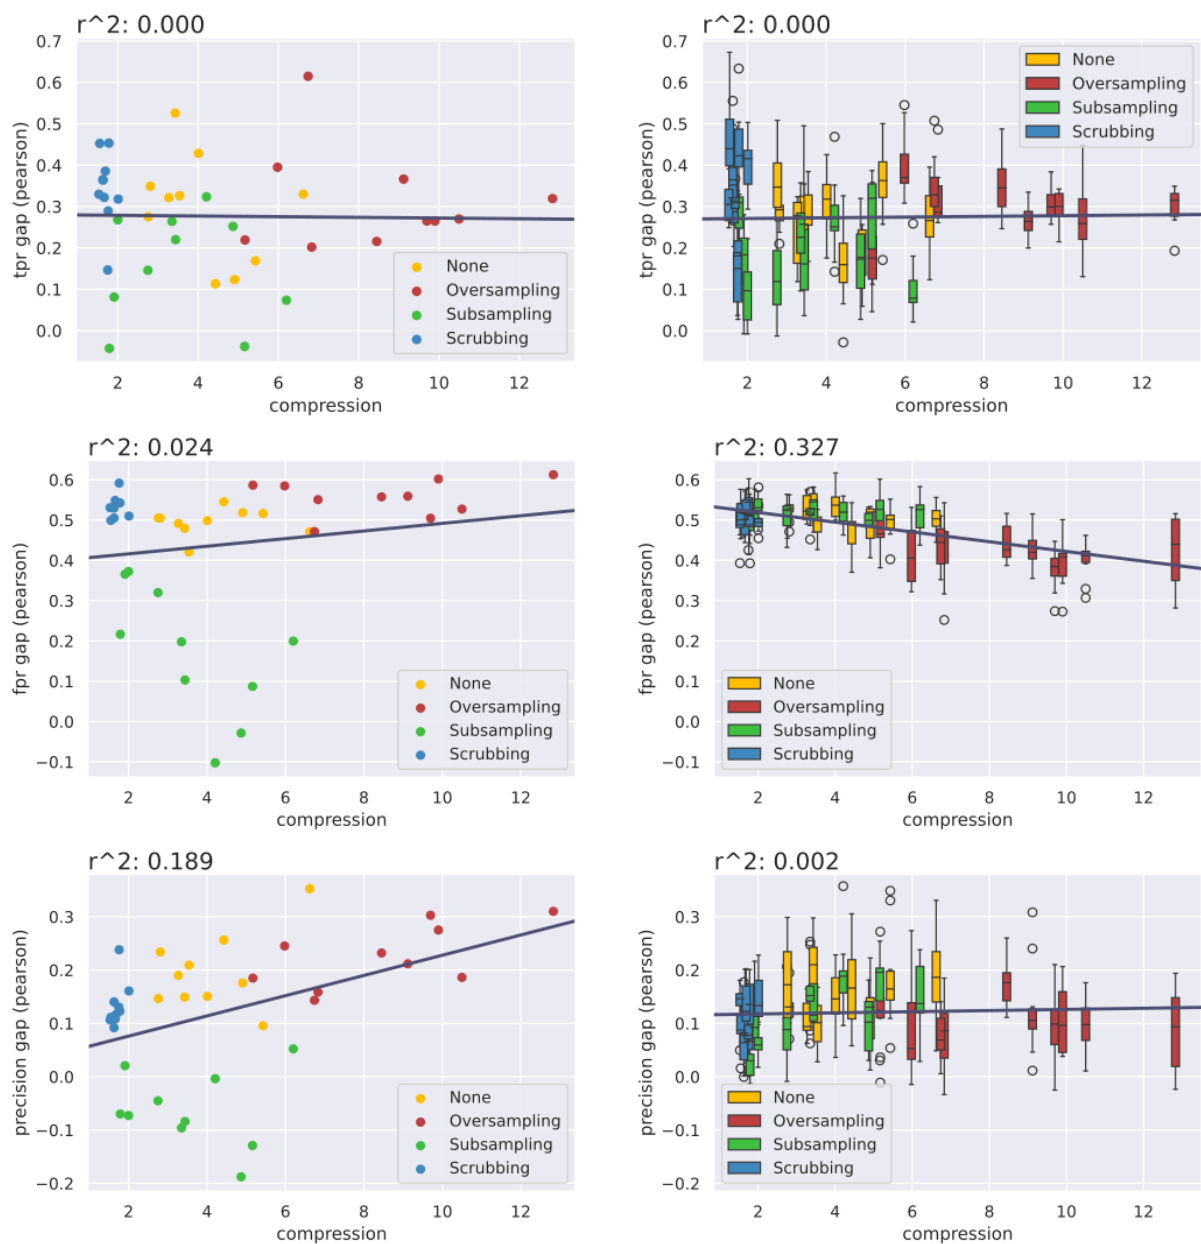 r^2: 0.000
0.7
0.6
0.5
0.4
0.3
0.2
0.1
0.0
tpr gap (pearson)
None
Oversampling
Subsampling
Scrubbing
2 4 6 8 10 12
compression
r^2: 0.000
0.7
0.6
0.5
0.4
0.3
0.2
0.1
0.0
tpr gap (pearson)
None
Oversampling
Subsampling
Scrubbing
2 4 6 8 10 12
compression
r^2: 0.024
0.6
0.5
0.4
0.3
0.2
0.1
0.0
−0.1
fpr gap (pearson)
None
Oversampling
Subsampling
Scrubbing
2 4 6 8 10 12
compression
r^2: 0.327
0.6
0.5
0.4
0.3
0.2
0.1
0.0
−0.1
fpr gap (pearson)
None
Oversampling
Subsampling
Scrubbing
2 4 6 8 10 12
compression
r^2: 0.189
0.3
0.2
0.1
0.0
−0.1
−0.2
precision gap (pearson)
None
Oversampling
Subsampling
Scrubbing
2 4 6 8 10 12
compression
r^2: 0.002
0.3
0.2
0.1
0.0
−0.1
−0.2
precision gap (pearson)
None
Oversampling
Subsampling
Scrubbing
2 4 6 8 10 12
compression